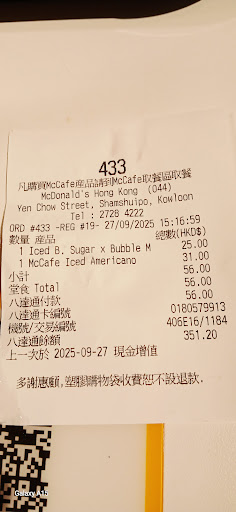 433
凡購買McCafe產品請到McCafe取餐區取餐
McDonald's Hong Kong (044)
Yen Chow Street, Shamshuipo, Kowloon
Tel : 2728 4222
ORD #433 -REG #19- 27/09/2025 15:16:59
數量 產品 總數(HKD$)
1 Iced B. Sugar x Bubble M 25.00
1 McCafe Iced Americano 31.00
小計 56.00
堂食 Total 56.00
八達通付款 56.00
八達通卡編號 0180579913
機號/交易編號 406E16/1184
八達通餘額 351.20
上一次於 2025-09-27 現金增值
多謝惠顧,塑膠購物袋收費恕不設退款.
Galaxy A15